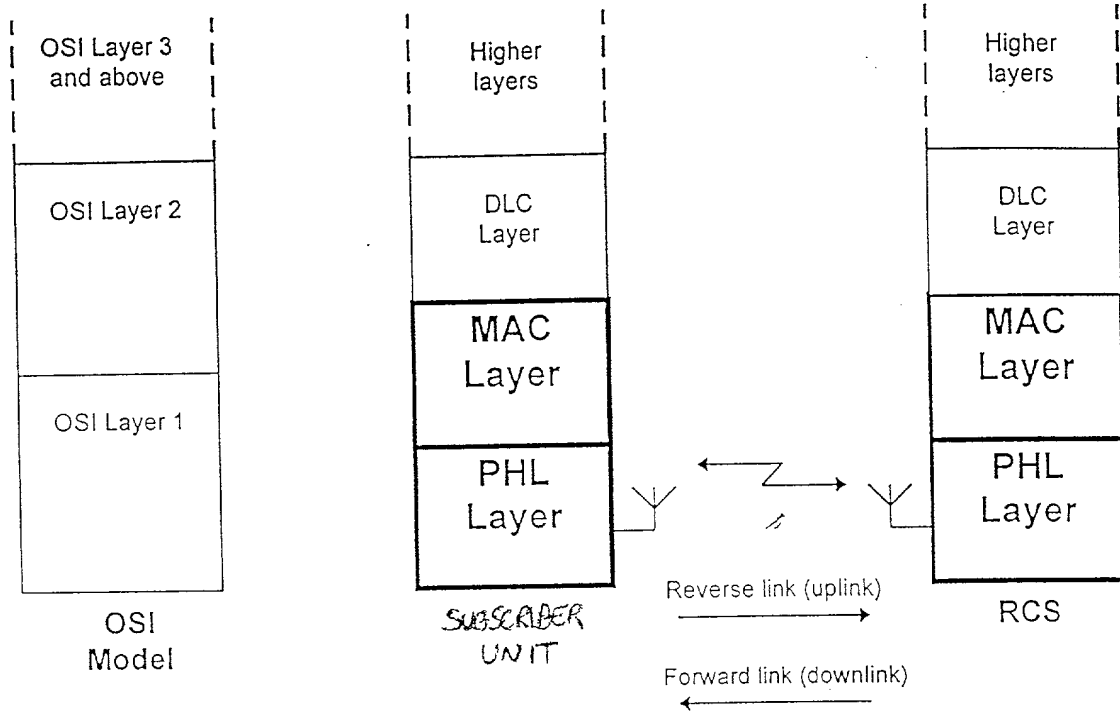 OSI Layer 3
and above
OSI Layer 2
OSI Layer 1
OSI
Model
Higher
layers
DLC
Layer
MAC
Layer
PHL
Layer
SUBSCRIBER
UNIT
Reverse link (uplink)
Forward link (downlink)
Higher
layers
DLC
Layer
MAC
Layer
PHL
Layer
RCS